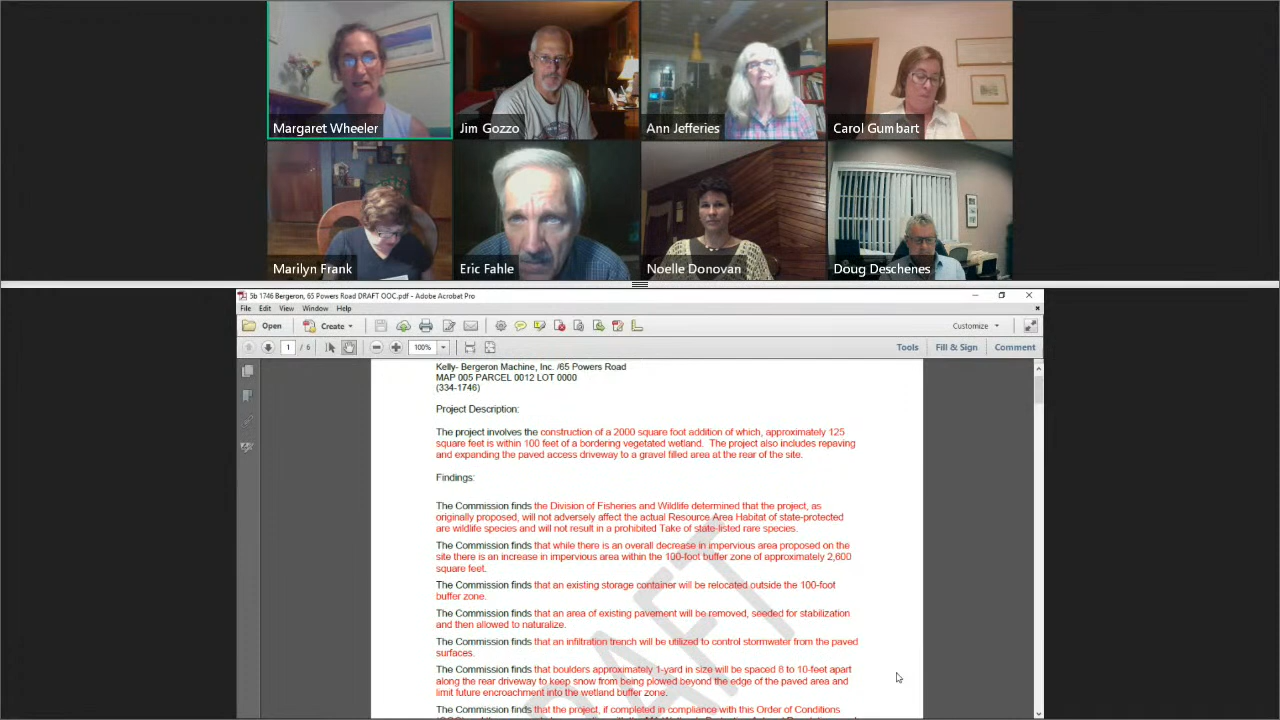 Margaret Wheeler
Jim Gozzo
Ann Jefferies
Carol Gumbart
Marilyn Frank
Eric Fahle
Noelle Donovan
Doug Deschenes
5b 1746 Bergeron, 65 Powers Road DRAFT OOC.pdf - Adobe Acrobat Pro
File Edit View Window Help
Open Create Customize
1 / 6 100% Tools Fill & Sign Comment
Kelly- Bergeron Machine, Inc. /65 Powers Road
MAP 005 PARCEL 0012 LOT 0000
(334-1746)
Project Description:
The project involves the construction of a 2000 square foot addition of which, approximately 125
square feet is within 100 feet of a bordering vegetated wetland. The project also includes repaving
and expanding the paved access driveway to a gravel filled area at the rear of the site.
Findings:
The Commission finds the Division of Fisheries and Wildlife determined that the project, as
originally proposed, will not adversely affect the actual Resource Area Habitat of state-protected
are wildlife species and will not result in a prohibited Take of state-listed rare species.
The Commission finds that while there is an overall decrease in impervious area proposed on the
site there is an increase in impervious area within the 100-foot buffer zone of approximately 2,600
square feet.
The Commission finds that an existing storage container will be relocated outside the 100-foot
buffer zone.
The Commission finds that an area of existing pavement will be removed, seeded for stabilization
and then allowed to naturalize.
The Commission finds that an infiltration trench will be utilized to control stormwater from the paved
surfaces.
The Commission finds that boulders approximately 1-yard in size will be spaced 8 to 10-feet apart
along the rear driveway to keep snow from being plowed beyond the edge of the paved area and
limit future encroachment into the wetland buffer zone.
The Commission finds that the project, if completed in compliance with this Order of Conditions
DRAFT